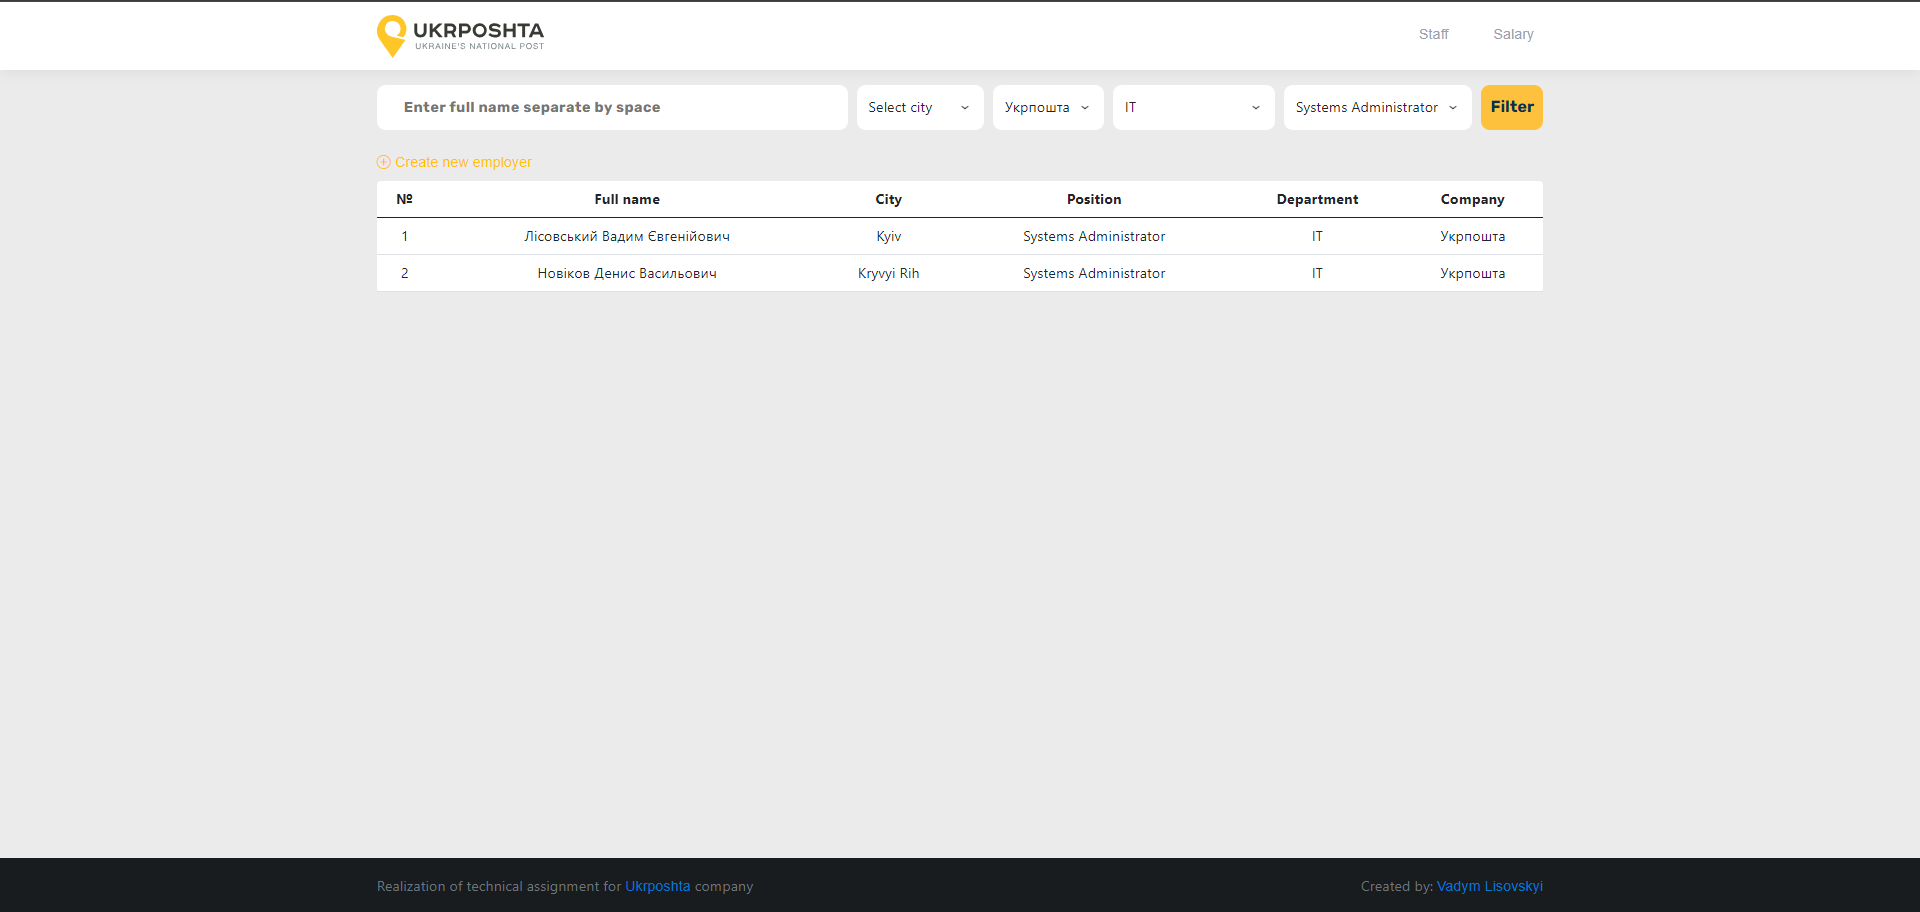 UKRPOSHTA
UKRAINE'S NATIONAL POST
Staff Salary
Enter full name separate by space Select city Укрпошта IT Systems Administrator Filter
Create new employer
№ Full name City Position Department Company
1 Лісовський Вадим Євгенійович Kyiv Systems Administrator IT Укрпошта
2 Новіков Денис Васильович Kryvyi Rih Systems Administrator IT Укрпошта
Realization of technical assignment for Ukrposhta company Created by: Vadym Lisovskyi